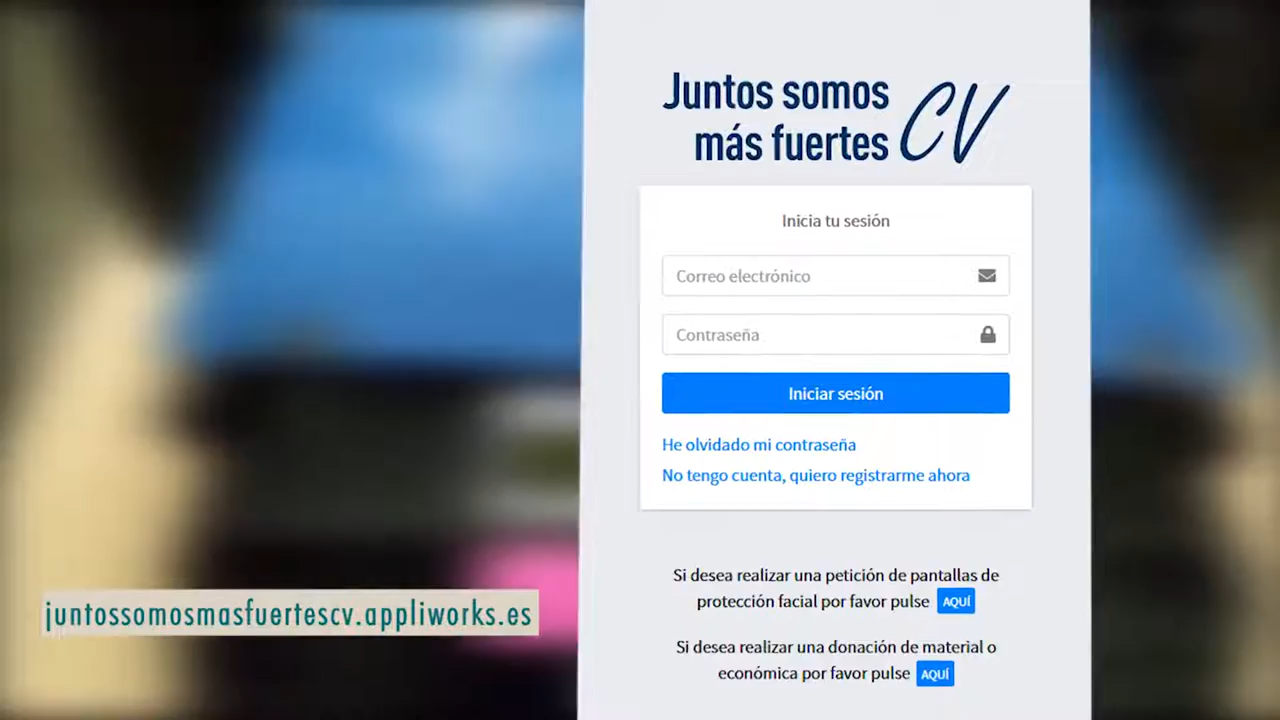 Juntos somos
más fuertes CV
Inicia tu sesión
Correo electrónico
Contraseña
Iniciar sesión
He olvidado mi contraseña
No tengo cuenta, quiero registrarme ahora
Si desea realizar una petición de pantallas de
protección facial por favor pulse AQUÍ
Si desea realizar una donación de material o
económica por favor pulse AQUÍ
juntossomosmasfuertescv.appliworks.es